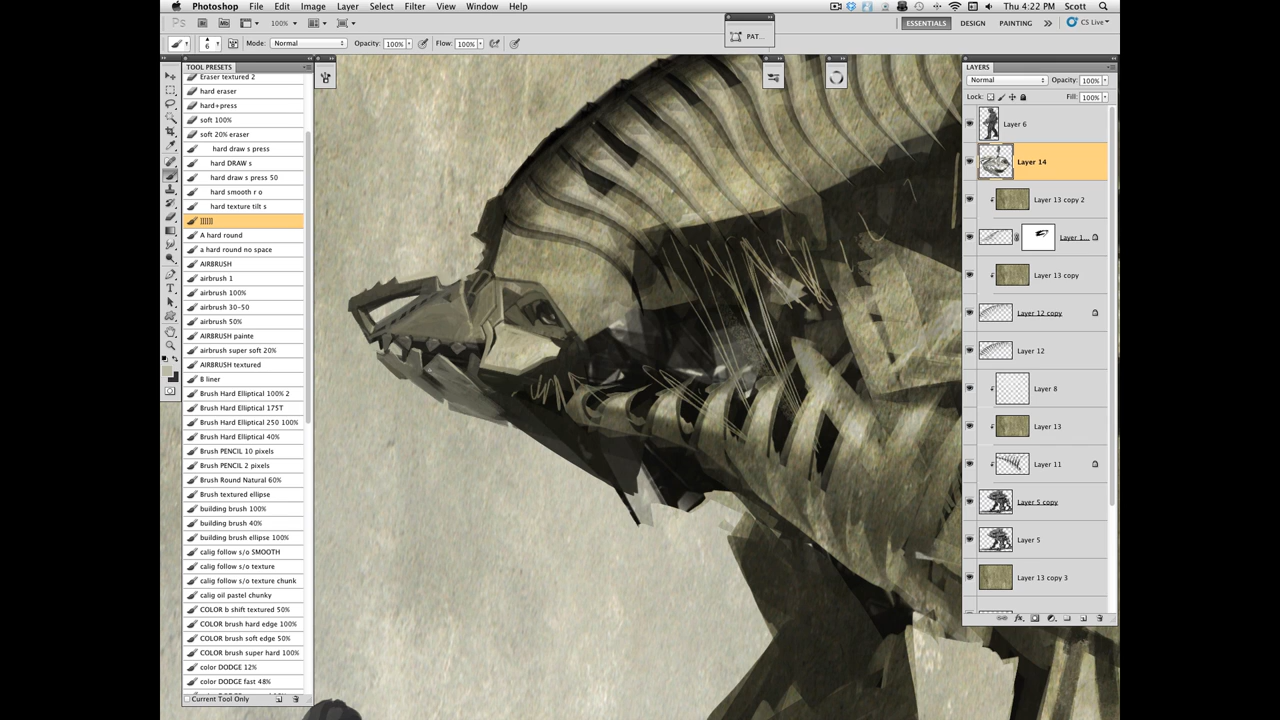 Photoshop File Edit Image Layer Select Filter View Window Help Thu 4:22 PM Scott
Ps Br Mb 100% ESSENTIALS DESIGN PAINTING CS Live
PAT...
6 Mode: Normal Opacity: 100% Flow: 100%
TOOL PRESETS
Eraser textured 2
hard eraser
hard+press
soft 100%
soft 20% eraser
hard draw s press
hard DRAW s
hard draw s press 50
hard smooth r o
hard texture tilt s
]]]]]]
A hard round
a hard round no space
AIRBRUSH
airbrush 1
airbrush 100%
airbrush 30-50
airbrush 50%
AIRBRUSH painte
airbrush super soft 20%
AIRBRUSH textured
B liner
Brush Hard Elliptical 100% 2
Brush Hard Elliptical 175T
Brush Hard Elliptical 250 100%
Brush Hard Elliptical 40%
Brush PENCIL 10 pixels
Brush PENCIL 2 pixels
Brush Round Natural 60%
Brush textured ellipse
building brush 100%
building brush 40%
building brush ellipse 100%
calig follow s/o SMOOTH
calig follow s/o texture
calig follow s/o texture chunk
calig oil pastel chunky
COLOR b shift textured 50%
COLOR brush hard edge 100%
COLOR brush soft edge 50%
COLOR brush super hard 100%
color DODGE 12%
color DODGE fast 48%
Current Tool Only
LAYERS
Normal Opacity: 100%
Lock: Fill: 100%
Layer 6
Layer 14
Layer 13 copy 2
Layer 1...
Layer 13 copy
Layer 12 copy
Layer 12
Layer 8
Layer 13
Layer 11
Layer 5 copy
Layer 5
Layer 13 copy 3